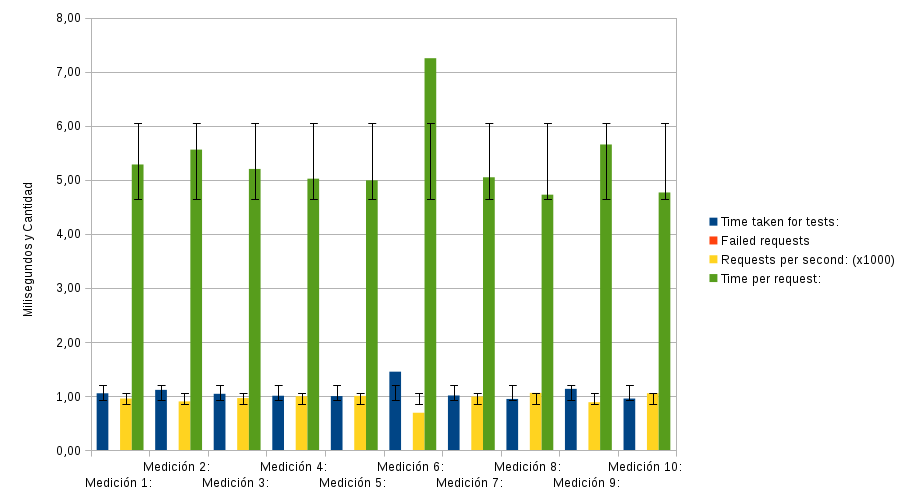 8,00
7,00
6,00
5,00
4,00
3,00
2,00
1,00
0,00
Milisegundos y Cantidad
Medición 1:
Medición 2:
Medición 3:
Medición 4:
Medición 5:
Medición 6:
Medición 7:
Medición 8:
Medición 9:
Medición 10:
Time taken for tests:
Failed requests
Requests per second: (x1000)
Time per request: